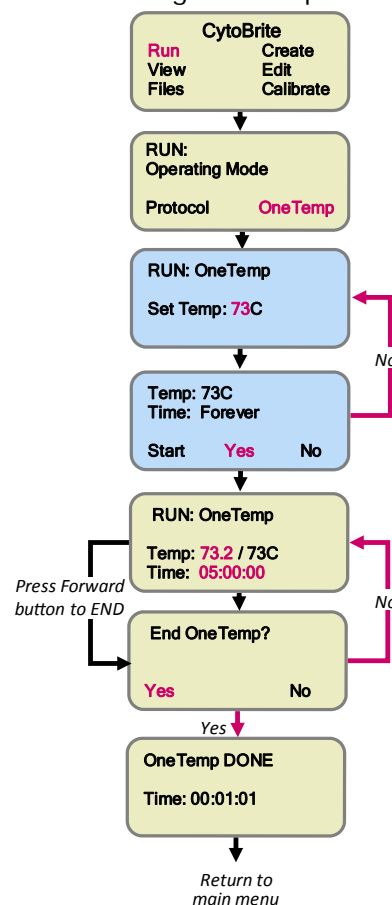 CytoBrite
Run Create
View Edit
Files Calibrate
RUN:
Operating Mode
Protocol OneTemp
RUN: OneTemp
Set Temp: 73C
No
Temp: 73C
Time: Forever
Start Yes No
RUN: OneTemp
Temp: 73.2 / 73C
Time: 05:00:00
Press Forward
button to END
No
End OneTemp?
Yes No
Yes
OneTemp DONE
Time: 00:01:01
Return to
main menu